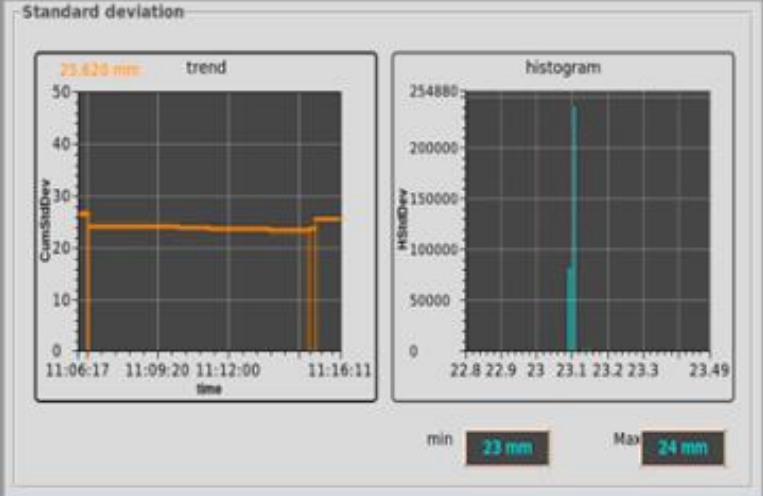 Standard deviation
25.620 mm
trend
50
40
30
20
10
0
CumStdDev
11:06:17 11:09:20 11:12:00 11:16:11
time
histogram
254880
200000
150000
100000
50000
0
HStdDev
22.8 22.9 23 23.1 23.2 23.3 23.49
min 23 mm Max 24 mm